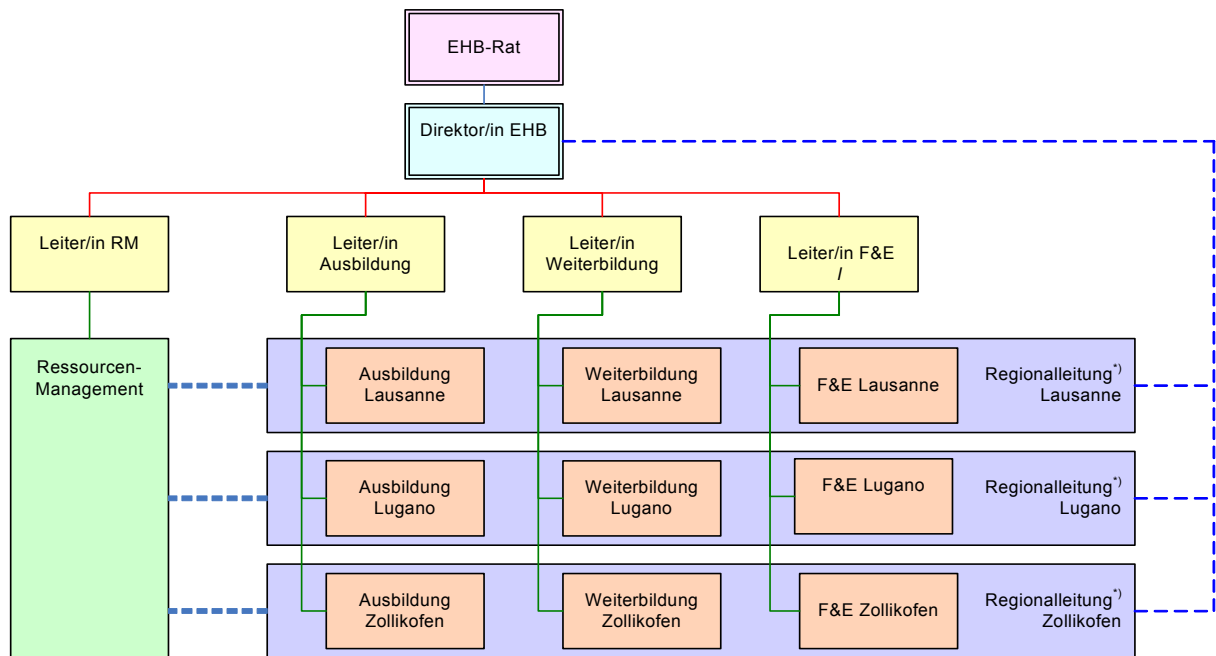 EHB-Rat
Direktor/in EHB
Leiter/in RM
Leiter/in
Ausbildung
Leiter/in
Weiterbildung
Leiter/in F&E
/
Ressourcen-
Management
Ausbildung
Lausanne
Weiterbildung
Lausanne
F&E Lausanne
Regionalleitung*)
Lausanne
Ausbildung
Lugano
Weiterbildung
Lugano
F&E Lugano
Regionalleitung*)
Lugano
Ausbildung
Zollikofen
Weiterbildung
Zollikofen
F&E Zollikofen
Regionalleitung*)
Zollikofen